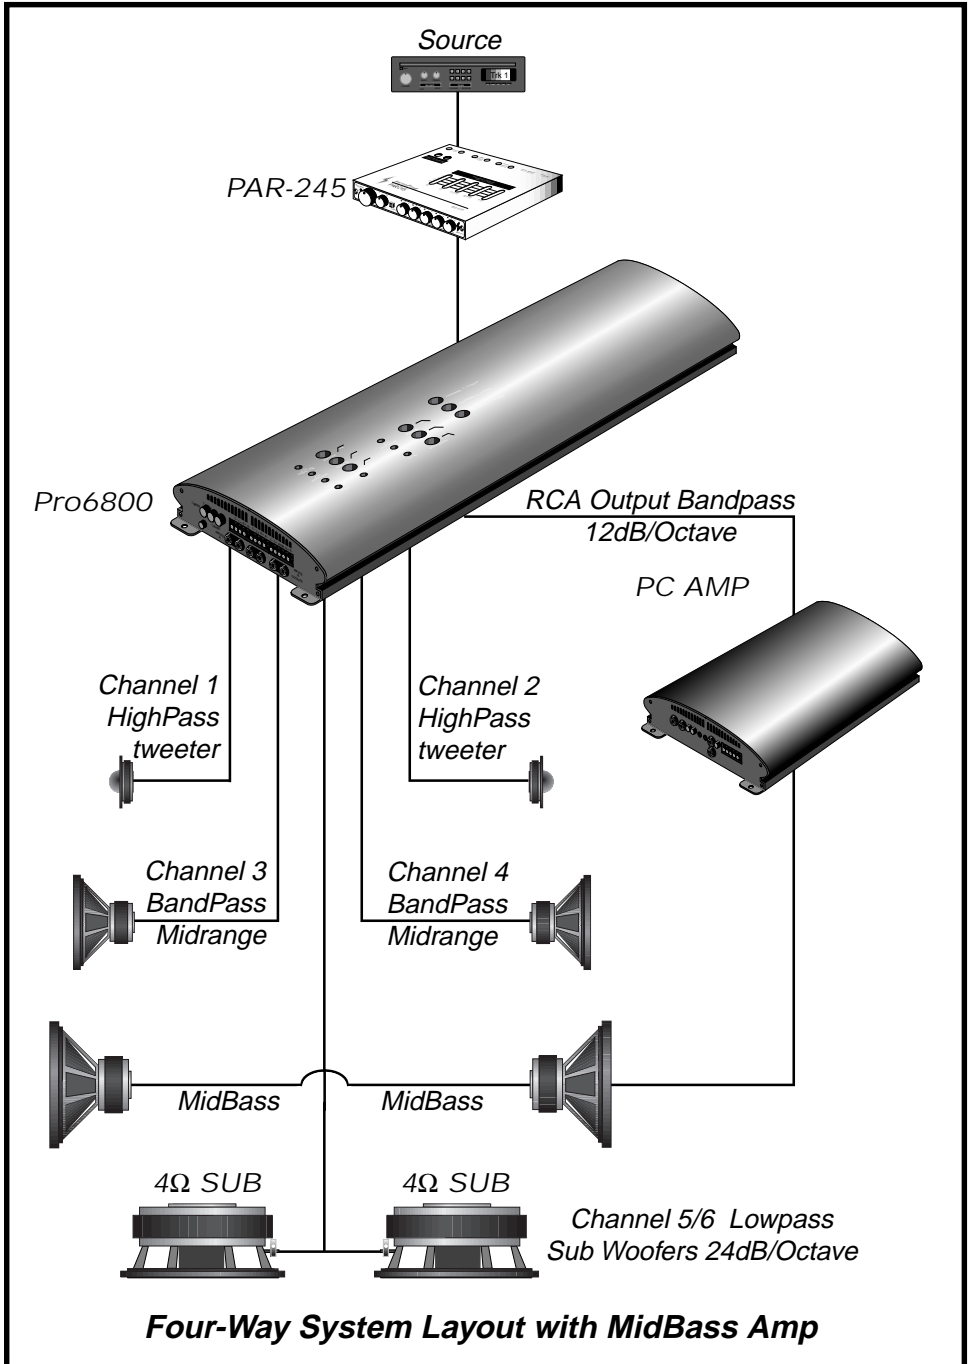 Source
Trk 1
PAR-245
Pro6800
RCA Output Bandpass
12dB/Octave
PC AMP
Channel 1
HighPass
tweeter
Channel 2
HighPass
tweeter
Channel 3
BandPass
Midrange
Channel 4
BandPass
Midrange
MidBass
MidBass
4Ω SUB
4Ω SUB
Channel 5/6 Lowpass
Sub Woofers 24dB/Octave
Four-Way System Layout with MidBass Amp